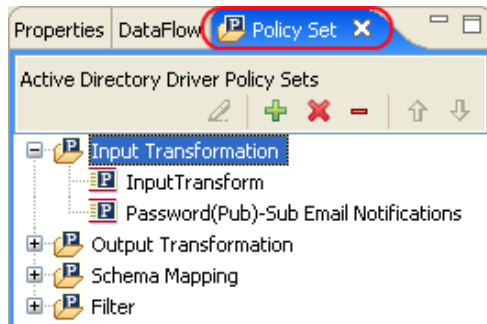 Properties DataFlow Policy Set
Active Directory Driver Policy Sets
Input Transformation
InputTransform
Password(Pub)-Sub Email Notifications
Output Transformation
Schema Mapping
Filter